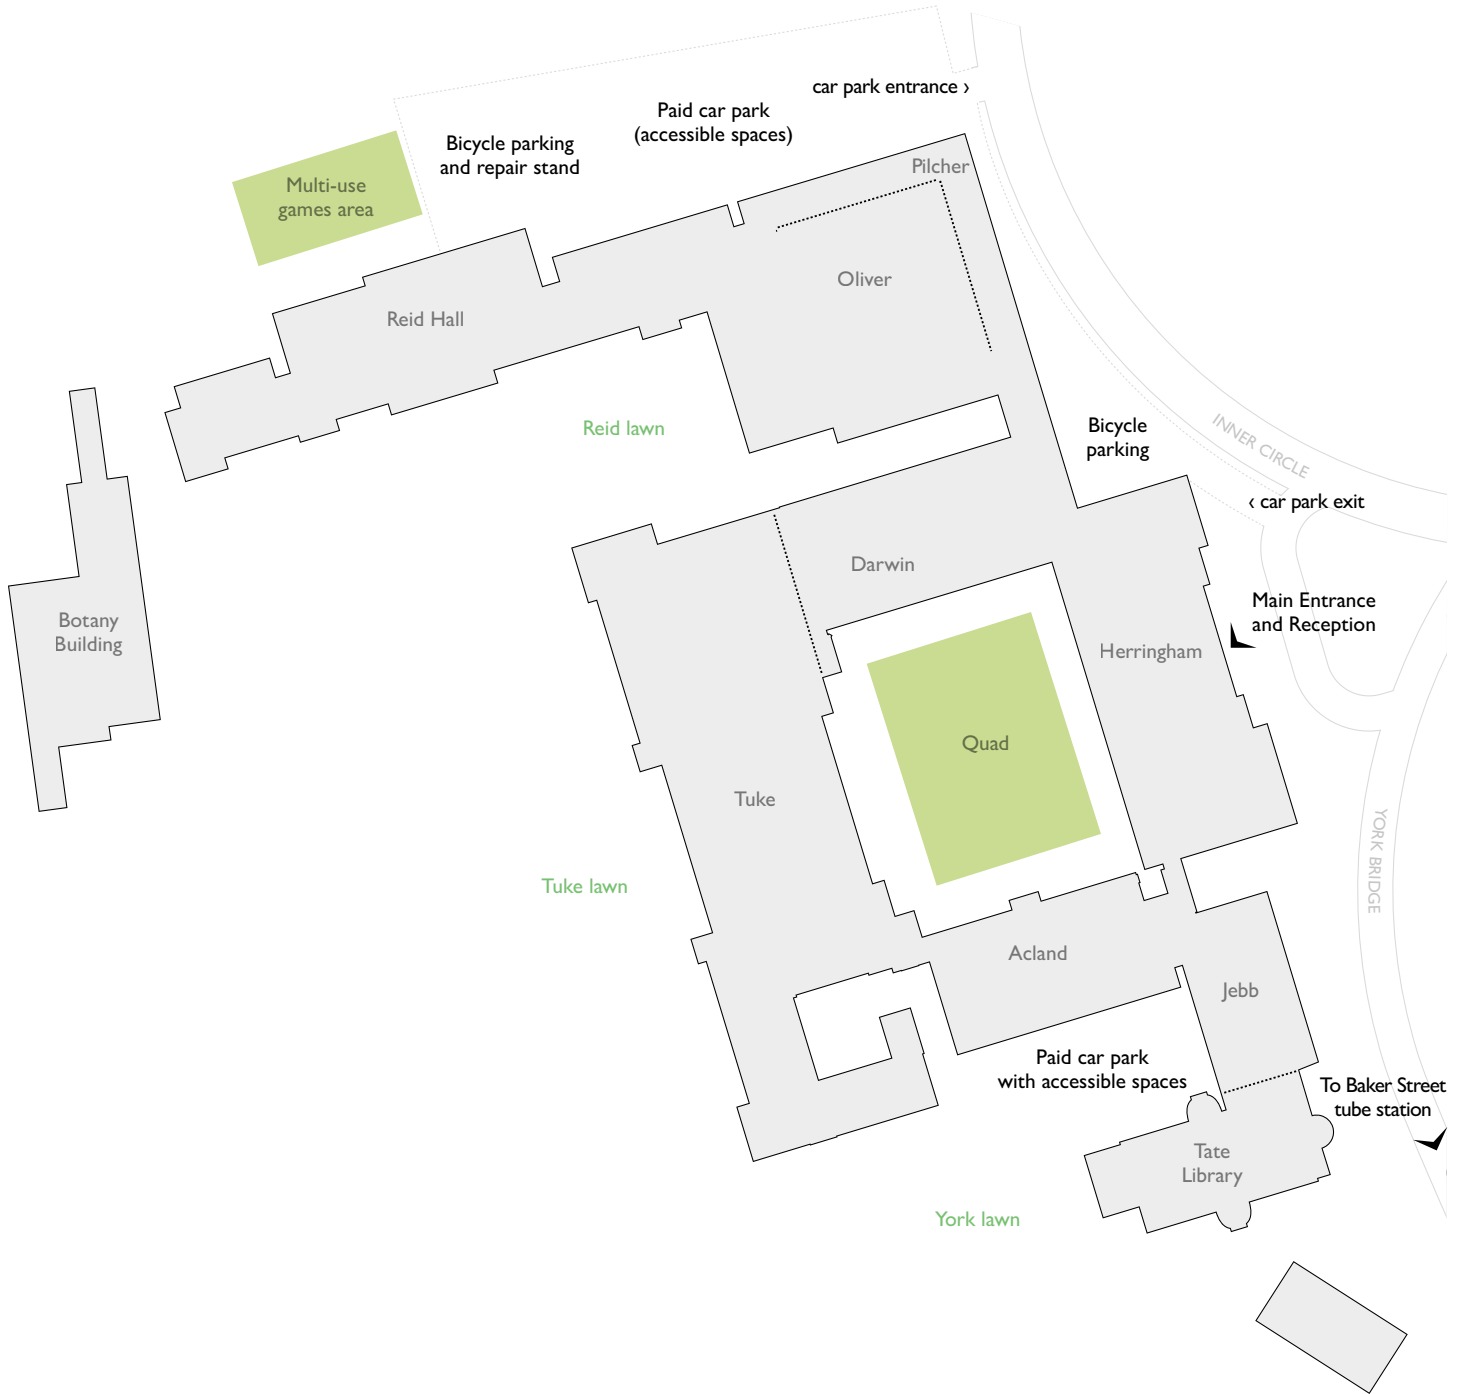 car park entrance ›
Paid car park
(accessible spaces)
Bicycle parking
and repair stand
Pilcher
Multi-use
games area
Oliver
Reid Hall
Reid lawn
Bicycle
parking
INNER CIRCLE
‹ car park exit
Darwin
Main Entrance
and Reception
Botany
Building
Herringham
Quad
Tuke
YORK BRIDGE
Tuke lawn
Acland
Jebb
Paid car park
with accessible spaces
To Baker Street
tube station
Tate
Library
York lawn